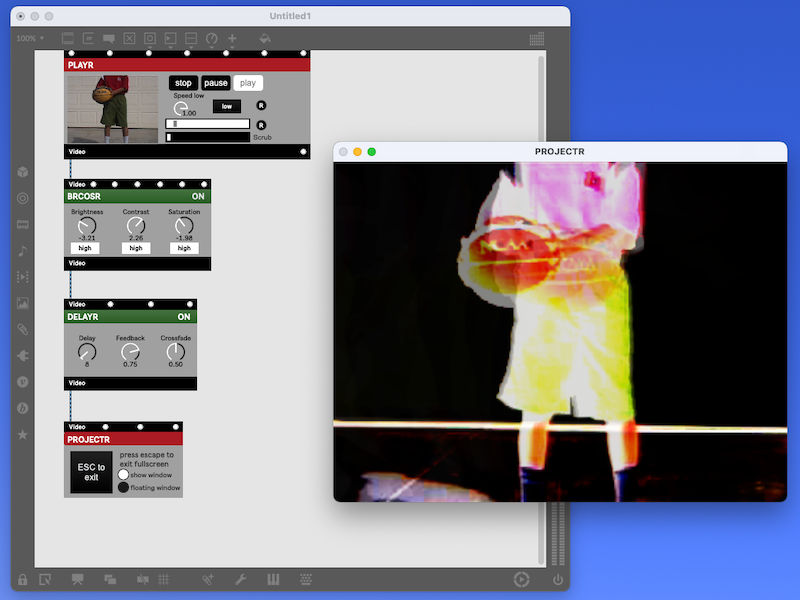 Untitled1
100%
PLAYR
stop pause play
Speed low
1.00
low
R
R
Scrub
Video
Video
BRCOSR ON
Brightness Contrast Saturation
-3.21 2.26 -1.98
high high high
Video
Video
DELAYR ON
Delay Feedback Crossfade
8 0.75 0.50
Video
Video
PROJECTR
ESC to
exit
press escape to
exit fullscreen
show window
floating window
PROJECTR
NCAA